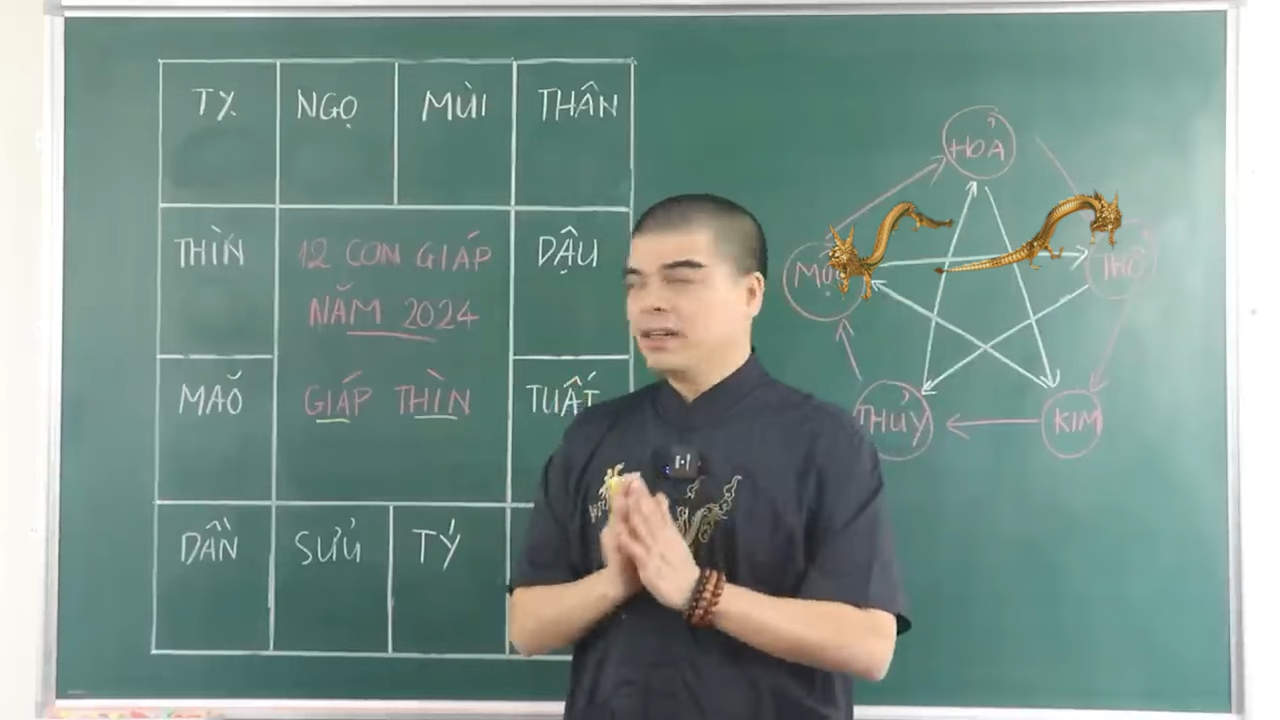 TỴ NGỌ MÙI THÂN
THÌN
12 CON GIÁP
NĂM 2024
GIÁP THÌN
DẬU
MÃO
TUẤT
DẦN SỬU TÝ
HỎA
THỔ
THỦY
KIM